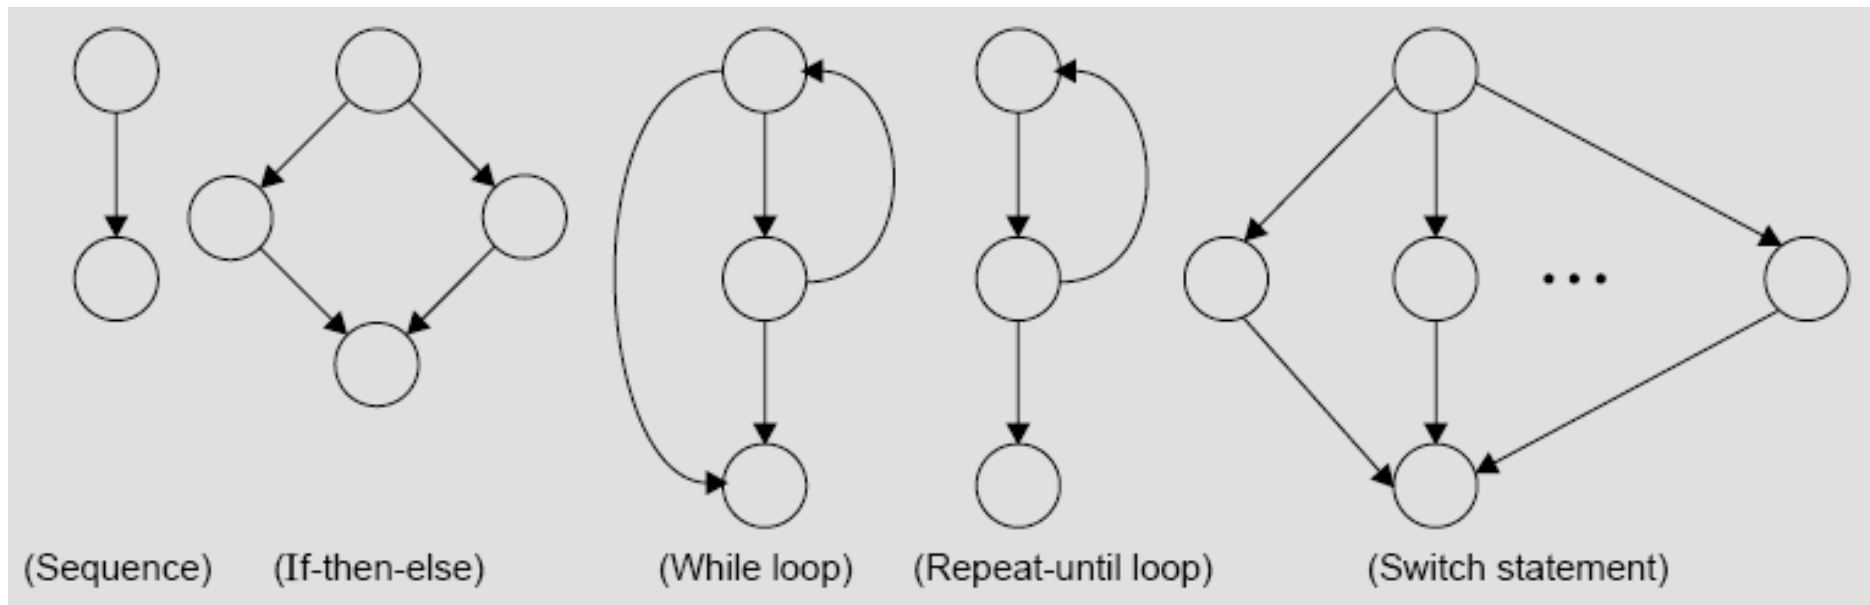 (Sequence)
(If-then-else)
(While loop)
(Repeat-until loop)
(Switch statement)